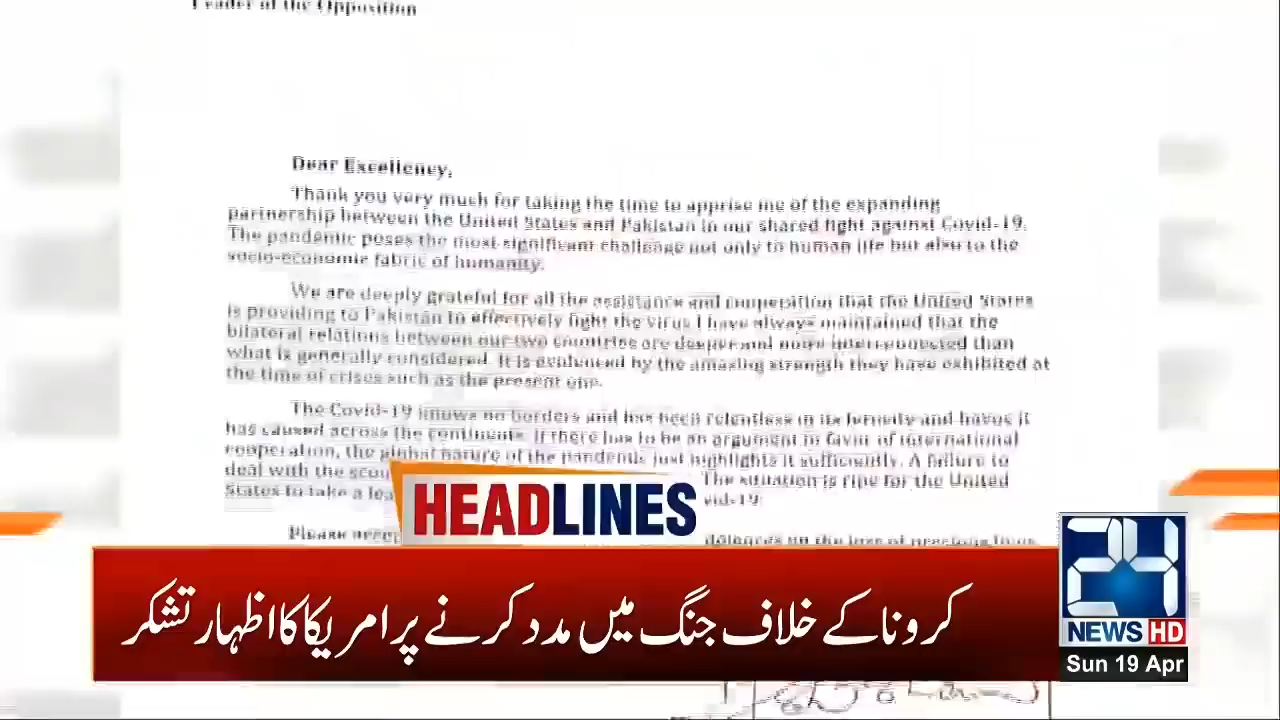 Leader of the Opposition
Dear Excellency,
Thank you very much for taking the time to apprise me of the expanding
partnership between the United States and Pakistan in our shared fight against Covid-19.
The pandemic poses the most significant challenge not only to human life but also to the
socio-economic fabric of humanity.
We are deeply grateful for all the assistance and cooperation that the United States
is providing to Pakistan to effectively fight the virus I have always maintained that the
bilateral relations between our two countries are deeper and more interconnected than
what is generally considered. It is evidenced by the amazing strength they have exhibited at
the time of crises such as the present one.
The Covid-19 knows no borders and has been relentless in its ferocity and havoc it
has caused across the continents. If there has to be an argument in favor of international
cooperation, the global nature of the pandemic just highlights it sufficiently. A failure to
deal with the The situation is ripe for the United
States to take a
Please on the loss of precious lives
HEADLINES
کرونا کے خلاف جنگ میں مدد کرنے پر امریکا کا اظہار تشکر
24
NEWS HD
Sun 19 Apr